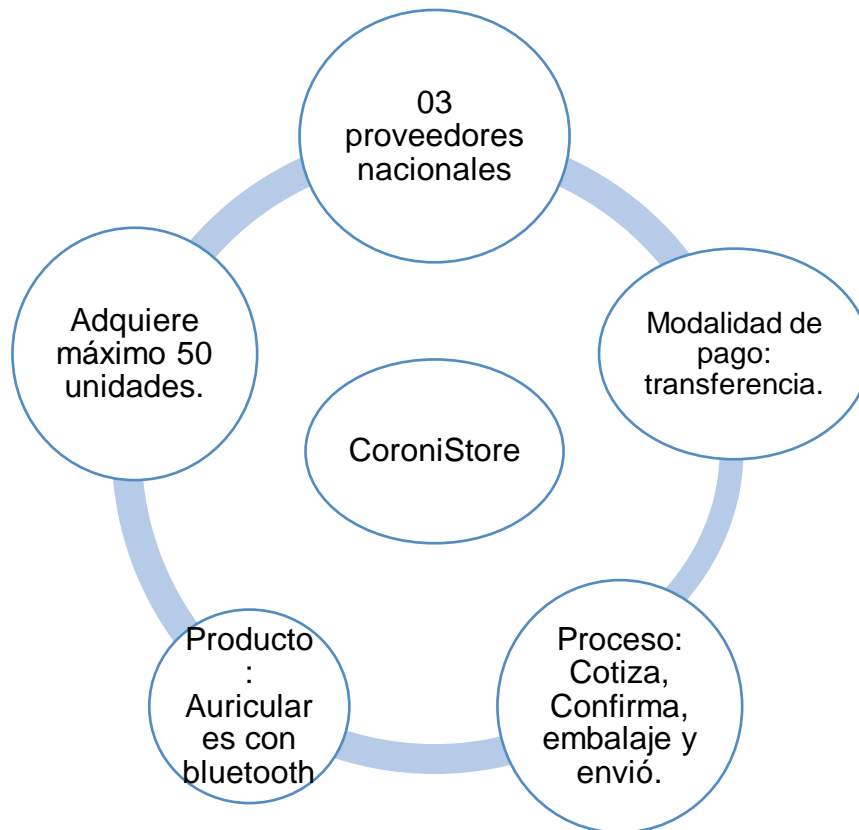 03
proveedores
nacionales
Modalidad de
pago:
transferencia.
Proceso:
Cotiza,
Confirma,
embalaje y
envió.
Producto
:
Auricular
es con
bluetooth
Adquiere
máximo 50
unidades.
CoroniStore